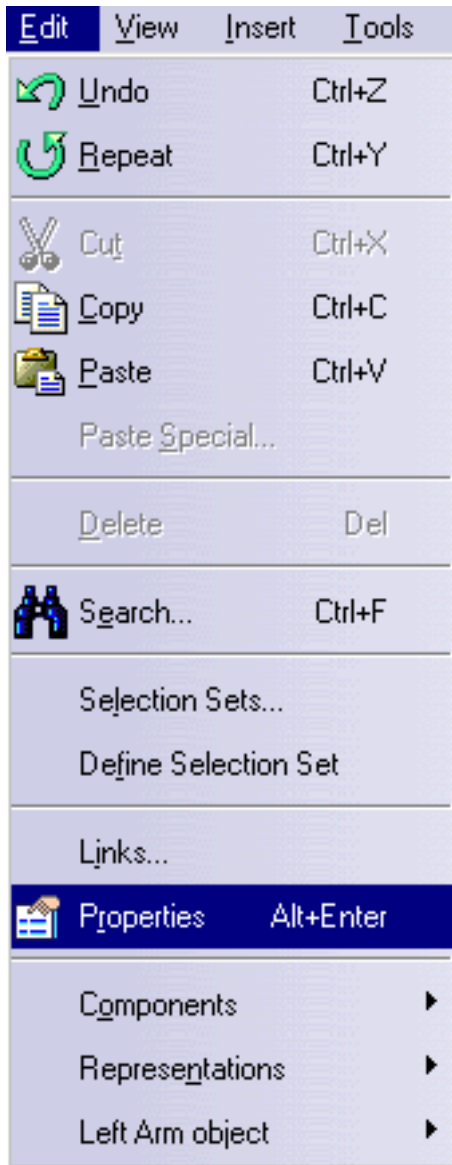 Edit View Insert Tools
Undo Ctrl+Z
Repeat Ctrl+Y
Cut Ctrl+X
Copy Ctrl+C
Paste Ctrl+V
Paste Special...
Delete Del
Search... Ctrl+F
Selection Sets...
Define Selection Set
Links...
Properties Alt+Enter
Components
Representations
Left Arm object